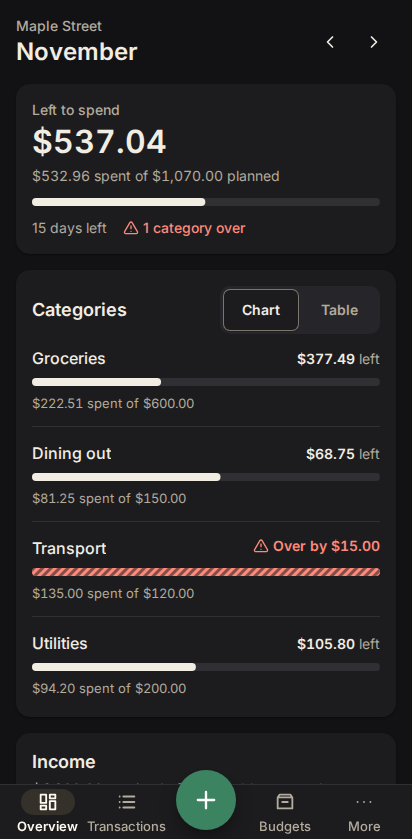 Maple Street
November
Left to spend
$537.04
$532.96 spent of $1,070.00 planned
15 days left 1 category over
Categories
Chart Table
Groceries $377.49 left
$222.51 spent of $600.00
Dining out $68.75 left
$81.25 spent of $150.00
Transport Over by $15.00
$135.00 spent of $120.00
Utilities $105.80 left
$94.20 spent of $200.00
Income
Overview Transactions Budgets More